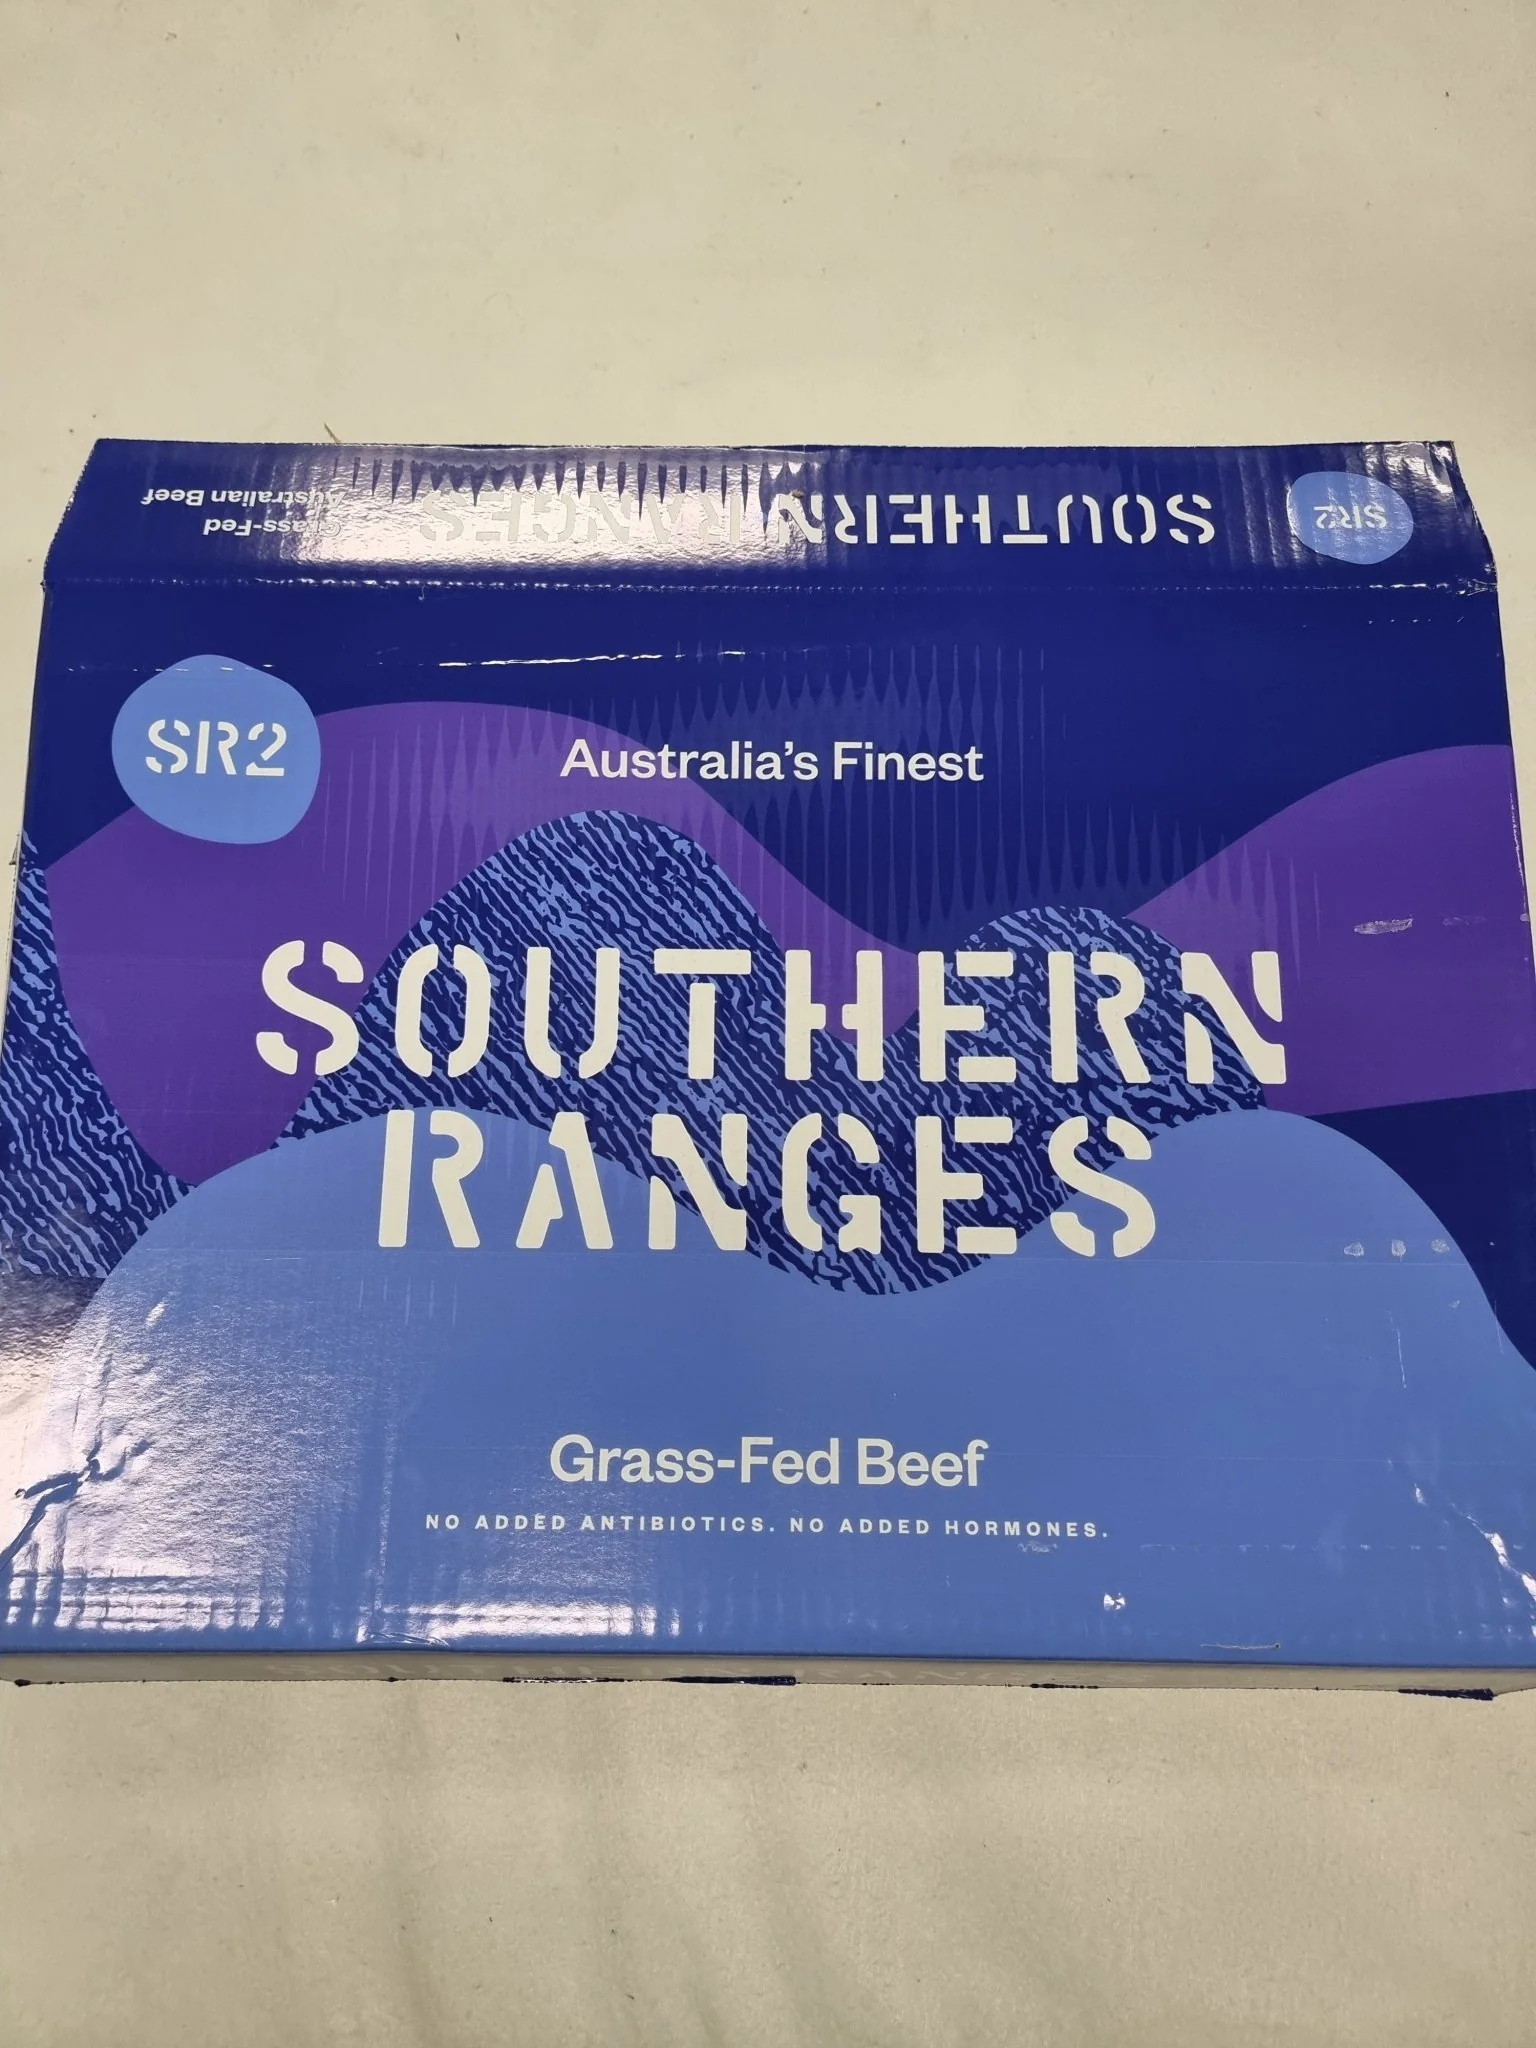 Grass-Fed
Australian Beef
SOUTHERN RANGES
SR2
SR2
Australia's Finest
SOUTHERN
RANGES
Grass-Fed Beef
NO ADDED ANTIBIOTICS. NO ADDED HORMONES.